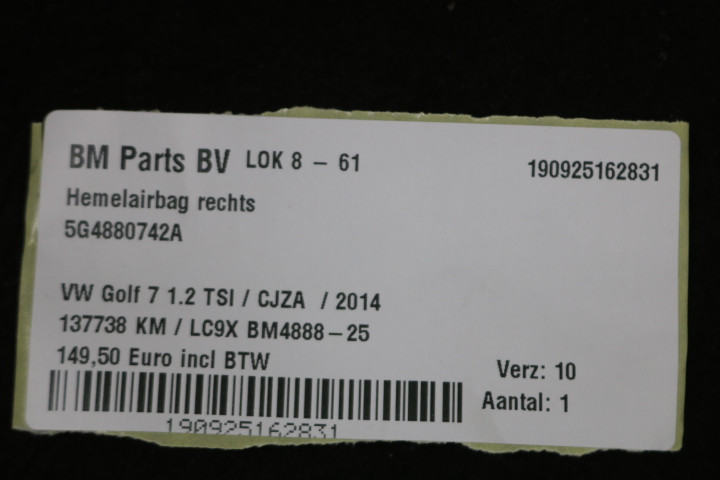 BM Parts BV LOK 8 - 61 190925162831
Hemelairbag rechts
5G4880742A
VW Golf 7 1.2 TSI / CJZA / 2014
137738 KM / LC9X BM4888-25
149,50 Euro incl BTW
Verz: 10
Aantal: 1
190925162831